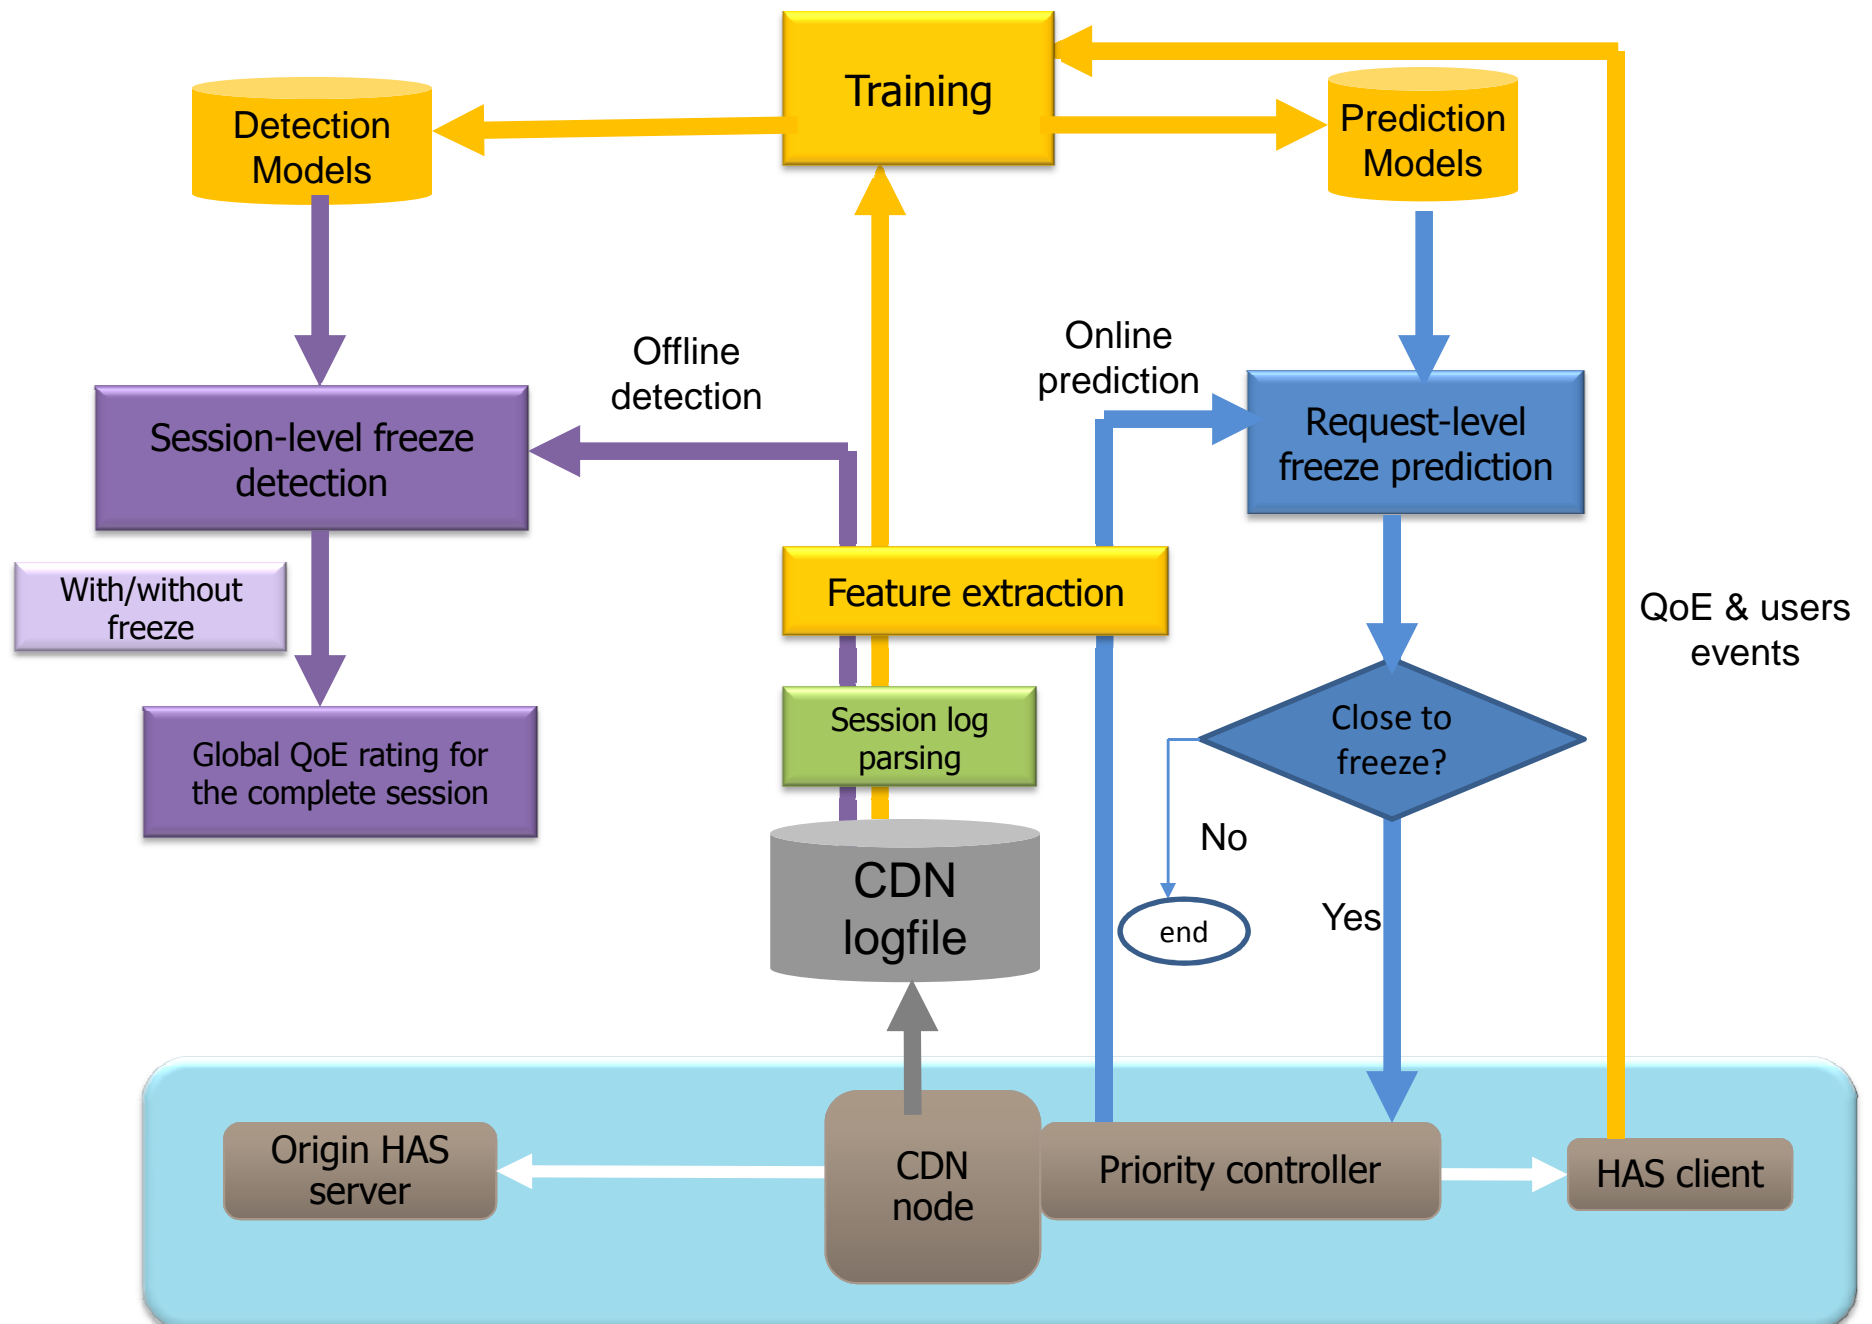 Training
Detection
Models
Prediction
Models
Offline
detection
Online
prediction
Session-level freeze
detection
Request-level
freeze prediction
With/without
freeze
Feature extraction
QoE & users
events
Global QoE rating for
the complete session
Session log
parsing
Close to
freeze?
No
Yes
CDN
logfile
end
Origin HAS
server
CDN
node
Priority controller
HAS client